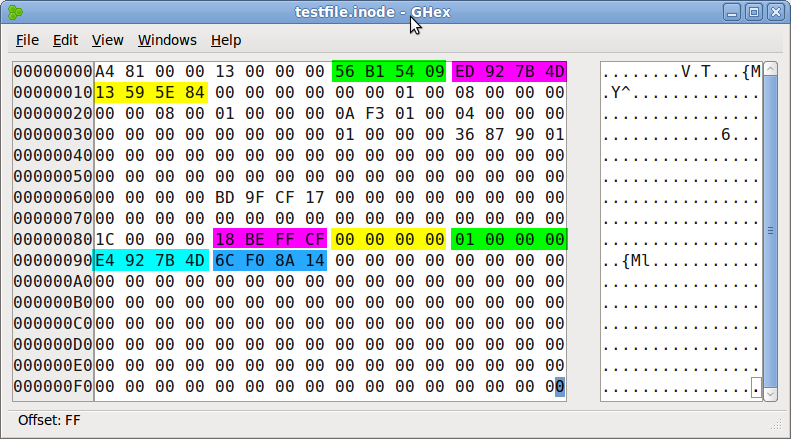 testfile.inode - GHex
File Edit View Windows Help
00000000 A4 81 00 00 13 00 00 00 56 B1 54 09 ED 92 7B 4D ........V.T...{M
00000010 13 59 5E 84 00 00 00 00 00 00 01 00 08 00 00 00 .Y^.............
00000020 00 00 08 00 01 00 00 00 0A F3 01 00 04 00 00 00 ................
00000030 00 00 00 00 00 00 00 00 01 00 00 00 36 87 90 01 ............6...
00000040 00 00 00 00 00 00 00 00 00 00 00 00 00 00 00 00 ................
00000050 00 00 00 00 00 00 00 00 00 00 00 00 00 00 00 00 ................
00000060 00 00 00 00 BD 9F CF 17 00 00 00 00 00 00 00 00 ................
00000070 00 00 00 00 00 00 00 00 00 00 00 00 00 00 00 00 ................
00000080 1C 00 00 00 18 BE FF CF 00 00 00 00 01 00 00 00 ................
00000090 E4 92 7B 4D 6C F0 8A 14 00 00 00 00 00 00 00 00 ..{Ml...........
000000A0 00 00 00 00 00 00 00 00 00 00 00 00 00 00 00 00 ................
000000B0 00 00 00 00 00 00 00 00 00 00 00 00 00 00 00 00 ................
000000C0 00 00 00 00 00 00 00 00 00 00 00 00 00 00 00 00 ................
000000D0 00 00 00 00 00 00 00 00 00 00 00 00 00 00 00 00 ................
000000E0 00 00 00 00 00 00 00 00 00 00 00 00 00 00 00 00 ................
000000F0 00 00 00 00 00 00 00 00 00 00 00 00 00 00 00 00 ................
Offset: FF